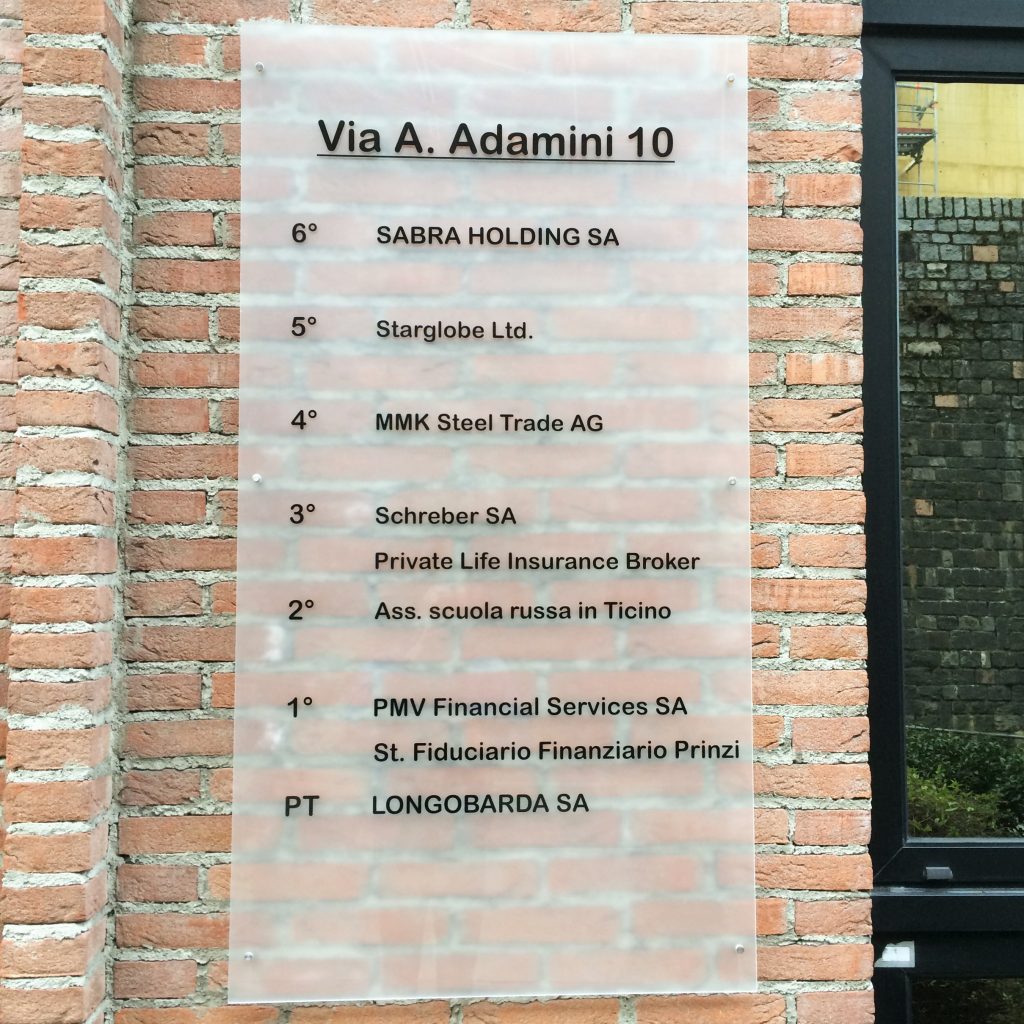 Via A. Adamini 10
6° SABRA HOLDING SA
5° Starglobe Ltd.
4° MMK Steel Trade AG
3° Schreber SA
Private Life Insurance Broker
2° Ass. scuola russa in Ticino
1° PMV Financial Services SA
St. Fiduciario Finanziario Prinzi
PT LONGOBARDA SA